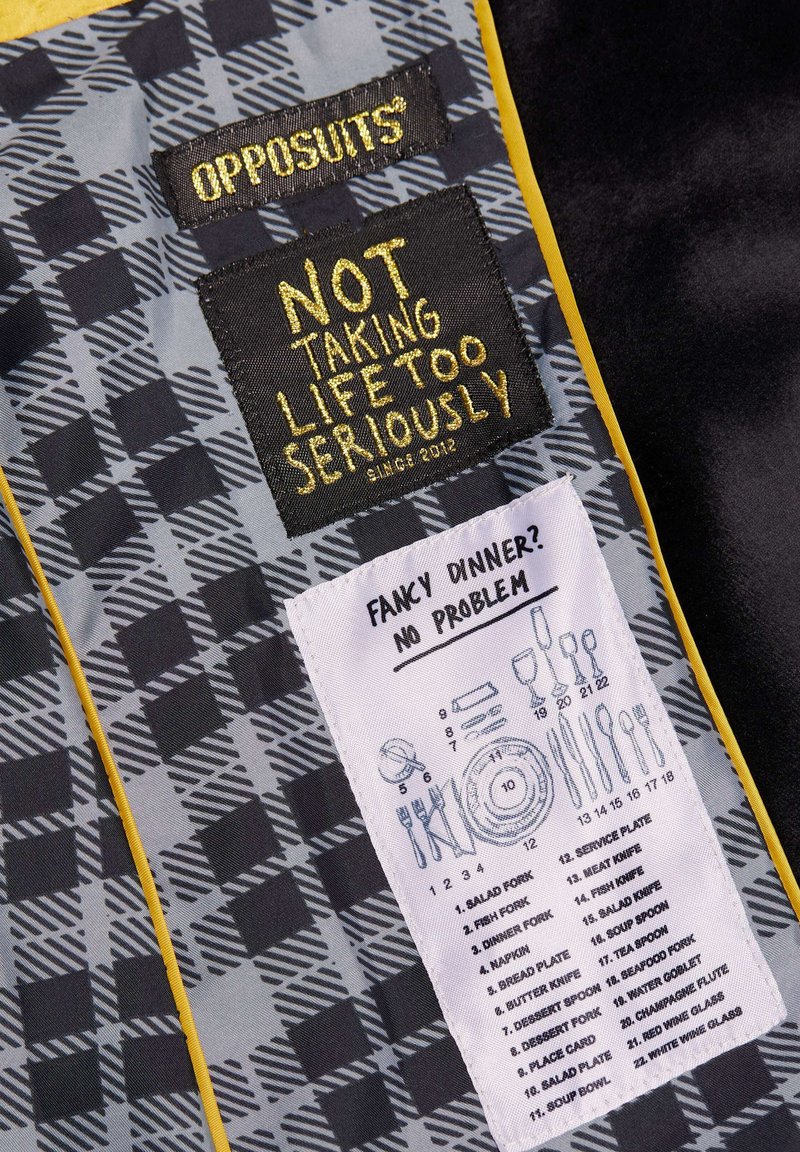 OPPOSUITS®
NOT
TAKING
LIFE TOO
SERIOUSLY
SINCE 2012
FANCY DINNER?
NO PROBLEM
9
8
7
19 20 21 22
5 6
11
10
13 14 15 16 17 18
1 2 3 4
12
1. SALAD FORK
2. FISH FORK
3. DINNER FORK
4. NAPKIN
5. BREAD PLATE
6. BUTTER KNIFE
7. DESSERT SPOON
8. DESSERT FORK
9. PLACE CARD
10. SALAD PLATE
11. SOUP BOWL
12. SERVICE PLATE
13. MEAT KNIFE
14. FISH KNIFE
15. SALAD KNIFE
16. SOUP SPOON
17. TEA SPOON
18. SEAFOOD FORK
19. WATER GOBLET
20. CHAMPAGNE FLUTE
21. RED WINE GLASS
22. WHITE WINE GLASS